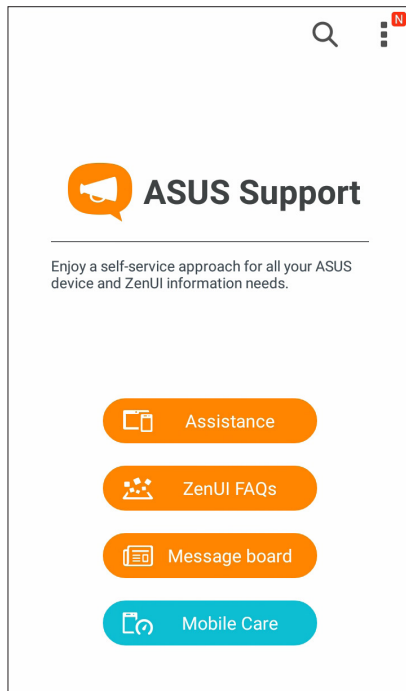 N
ASUS Support
Enjoy a self-service approach for all your ASUS
device and ZenUI information needs.
Assistance
ZenUI FAQs
Message board
Mobile Care